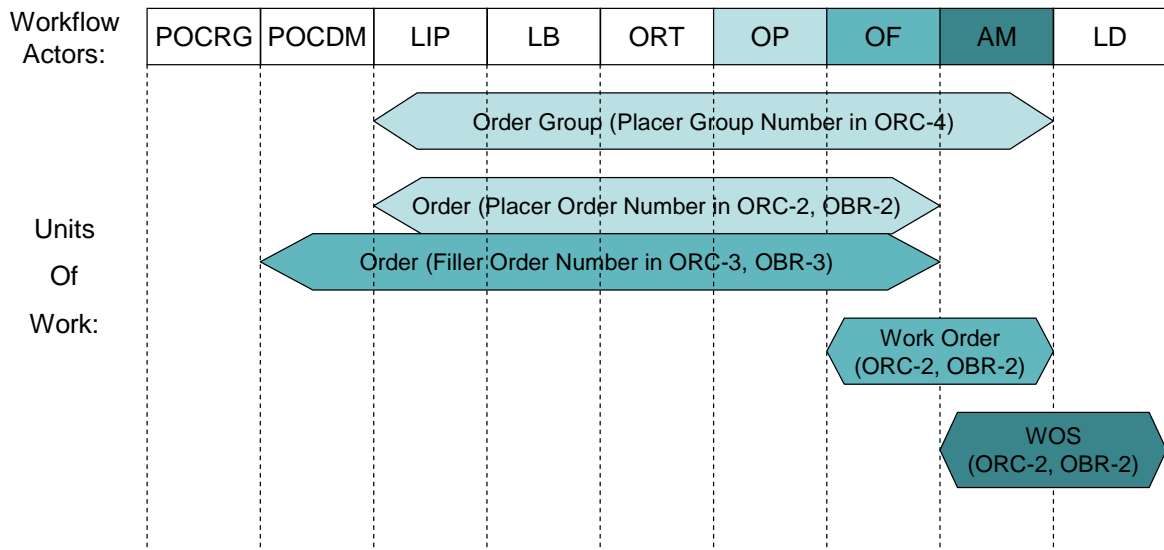 Workflow
Actors:
POCRG POCDM LIP LB ORT OP OF AM LD
Order Group (Placer Group Number in ORC-4)
Order (Placer Order Number in ORC-2, OBR-2)
Order (Filler Order Number in ORC-3, OBR-3)
Units
Of
Work:
Work Order
(ORC-2, OBR-2)
WOS
(ORC-2, OBR-2)